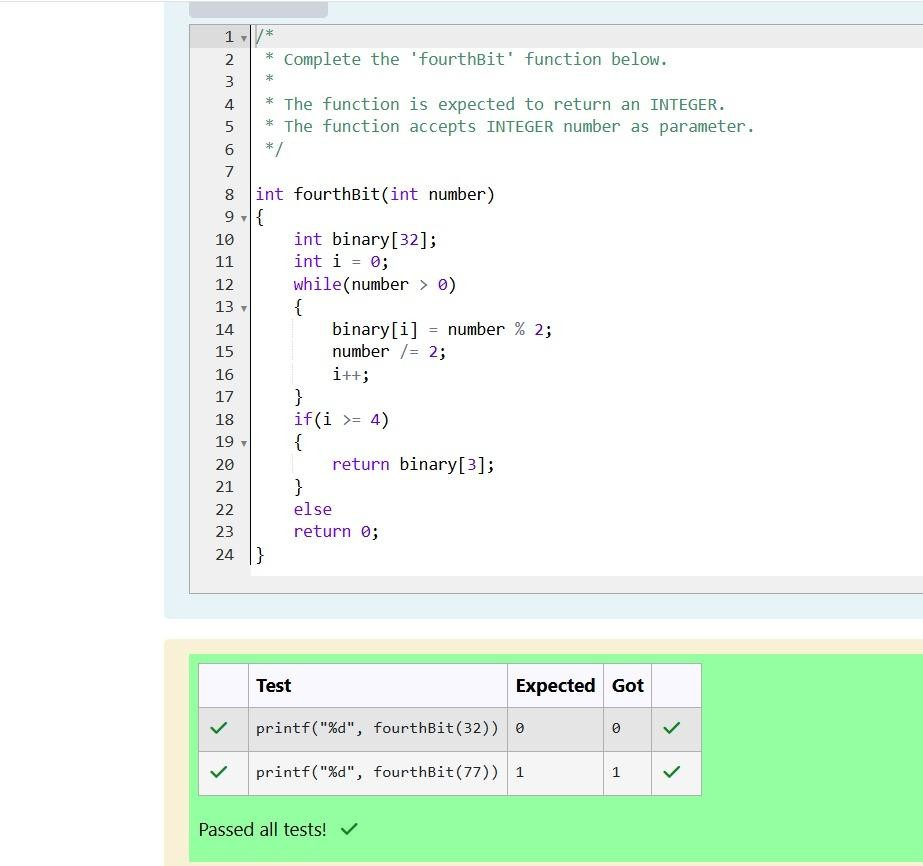 1 /*
2 * Complete the 'fourthBit' function below.
3 *
4 * The function is expected to return an INTEGER.
5 * The function accepts INTEGER number as parameter.
6 */
7
8 int fourthBit(int number)
9 {
10 int binary[32];
11 int i = 0;
12 while(number > 0)
13 {
14 binary[i] = number % 2;
15 number /= 2;
16 i++;
17 }
18 if(i >= 4)
19 {
20 return binary[3];
21 }
22 else
23 return 0;
24 }
Test Expected Got
printf("%d", fourthBit(32)) 0 0
printf("%d", fourthBit(77)) 1 1
Passed all tests!